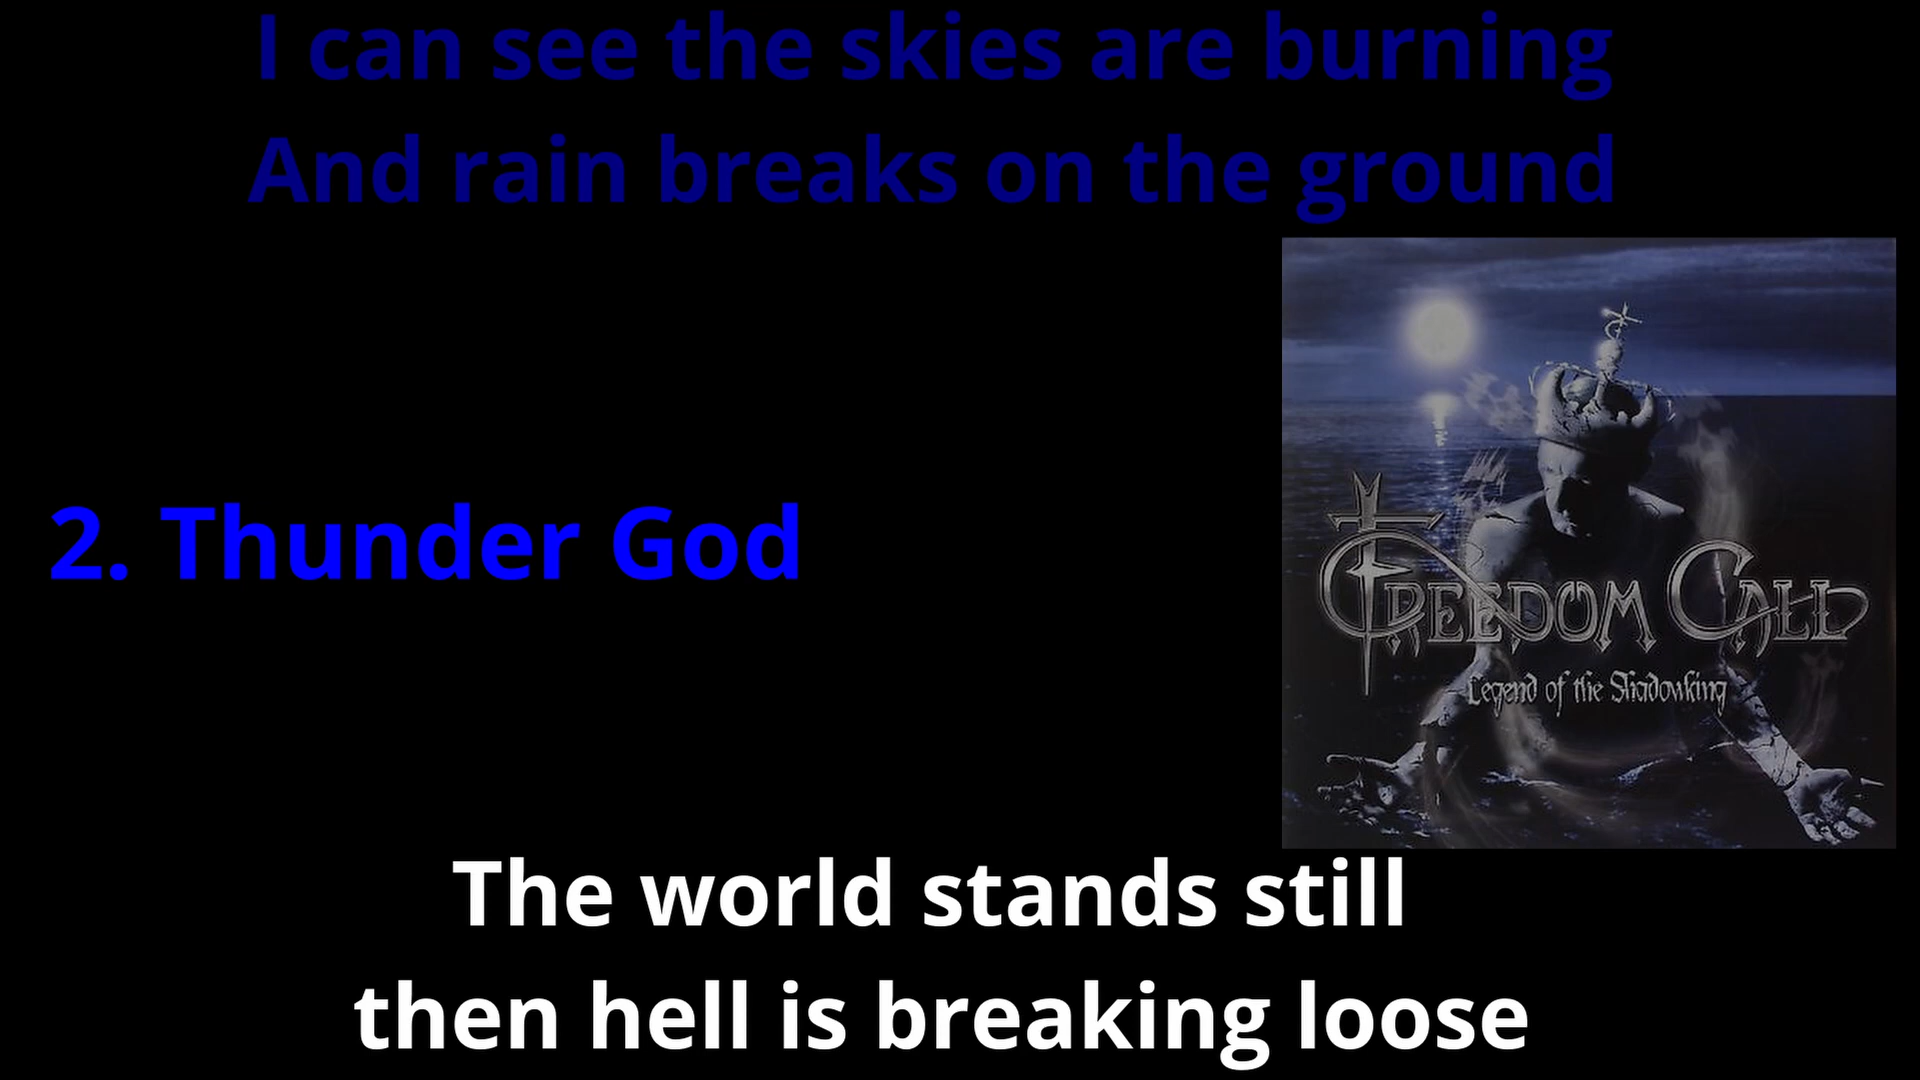 I can see the skies are burning
And rain breaks on the ground
2. Thunder God
FREEDOM CALL
Legend of the Shadowking
The world stands still
then hell is breaking loose